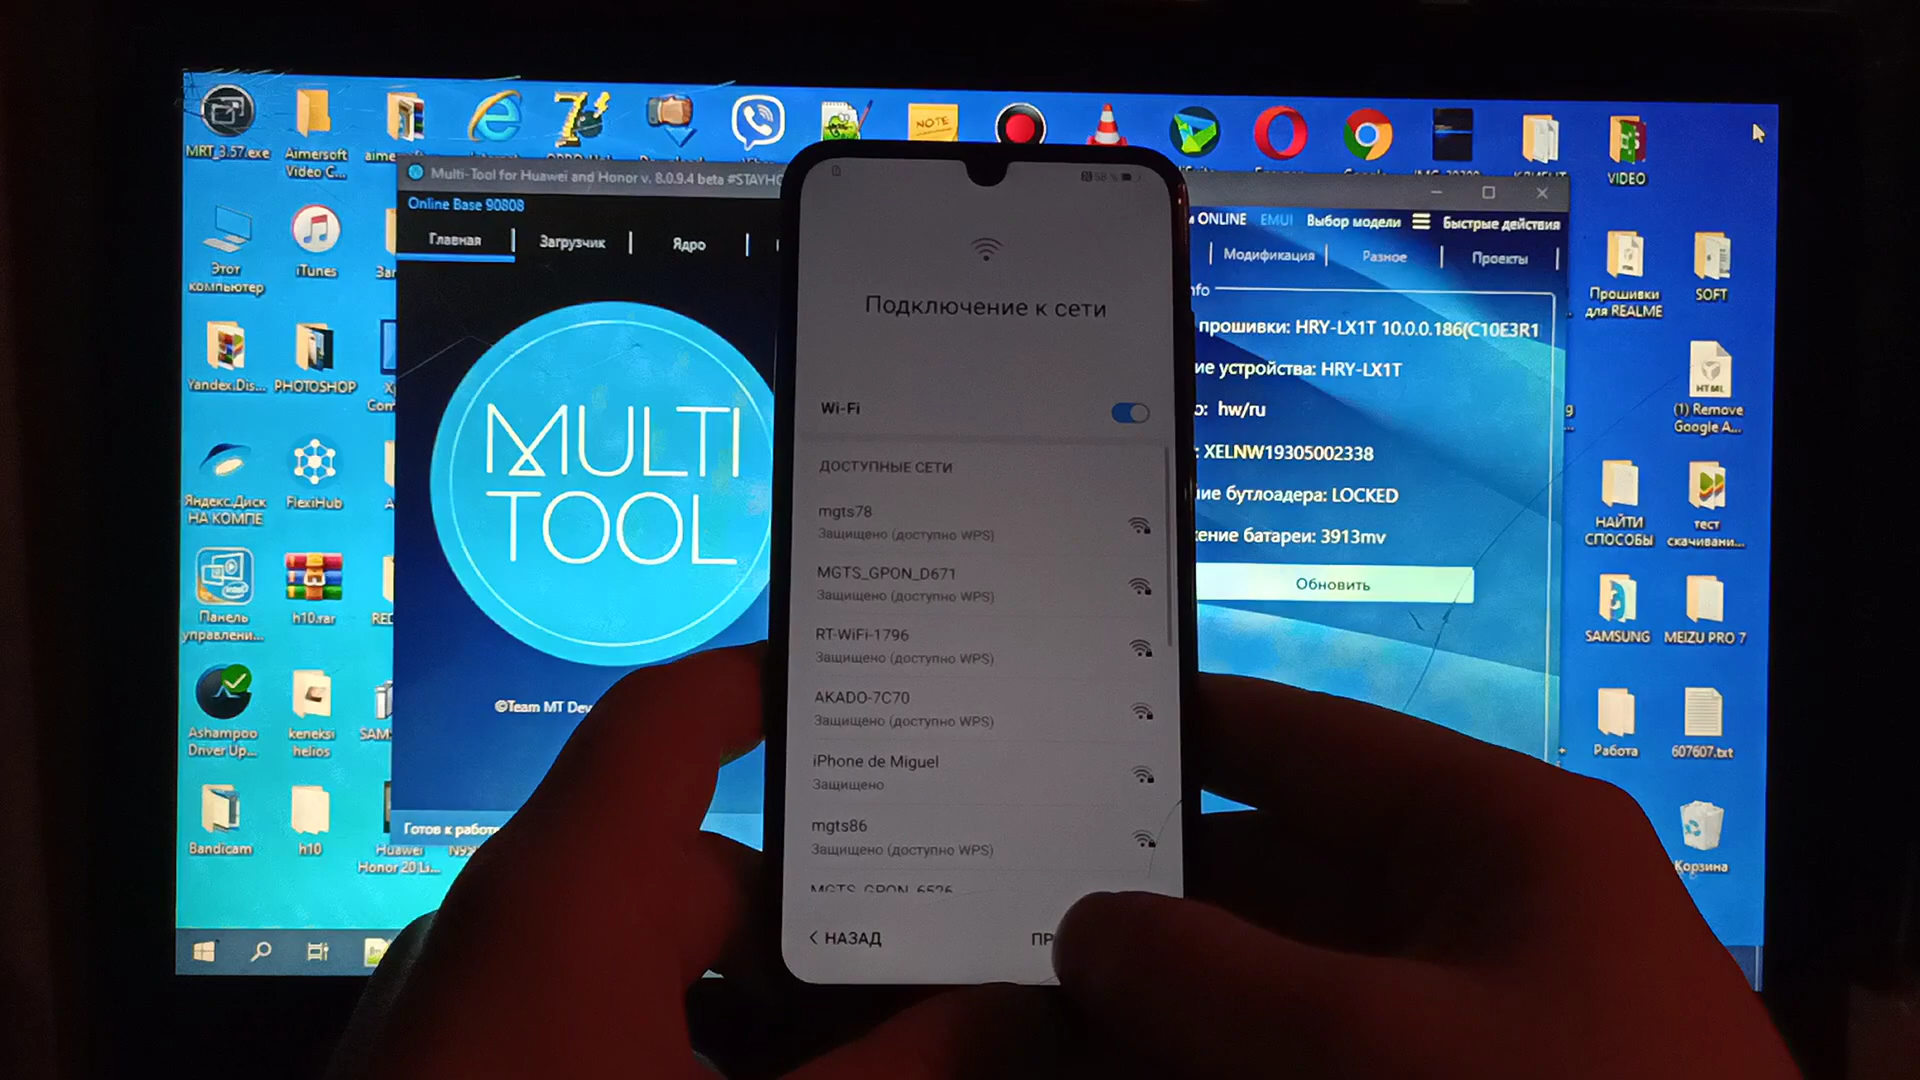 MRT_3.57.exe
Aimersoft
Video C...
NOTE
VIDEO
Multi-Tool for Huawei and Honor v. 8.0.9.4 beta #STAYHO
Online Base 90808
ONLINE EMUI Выбор модели Быстрые действия
Главная Загрузчик Ядро
Модификация Разное Проекты
Этот
компьютер
iTunes
Yandex.Dis...
PHOTOSHOP
Яндекс.Диск
НА КОМПЕ
FlexiHub
Панель
управлени...
h10.rar
Ashampoo
Driver Up...
keneksi
helios
Bandicam
h10
Huawei
Honor 20 Li...
MULTI
TOOL
©Team MT Dev
Готов к работе
58
Подключение к сети
Wi-Fi
ДОСТУПНЫЕ СЕТИ
mgts78
Защищено (доступно WPS)
MGTS_GPON_D671
Защищено (доступно WPS)
RT-WiFi-1796
Защищено (доступно WPS)
AKADO-7C70
Защищено (доступно WPS)
iPhone de Miguel
Защищено
mgts86
Защищено (доступно WPS)
MGTS_GPON_6526
НАЗАД
ПР
прошивки: HRY-LX1T 10.0.0.186(C10E3R1
ие устройства: HRY-LX1T
hw/ru
XELNW19305002338
ие бутлоадера: LOCKED
ение батареи: 3913mv
Обновить
Прошивки
для REALME
SOFT
HTML
(1) Remove
Google A...
НАЙТИ
СПОСОБЫ
тест
скачивани...
SAMSUNG
MEIZU PRO 7
Работа
607607.txt
Корзина